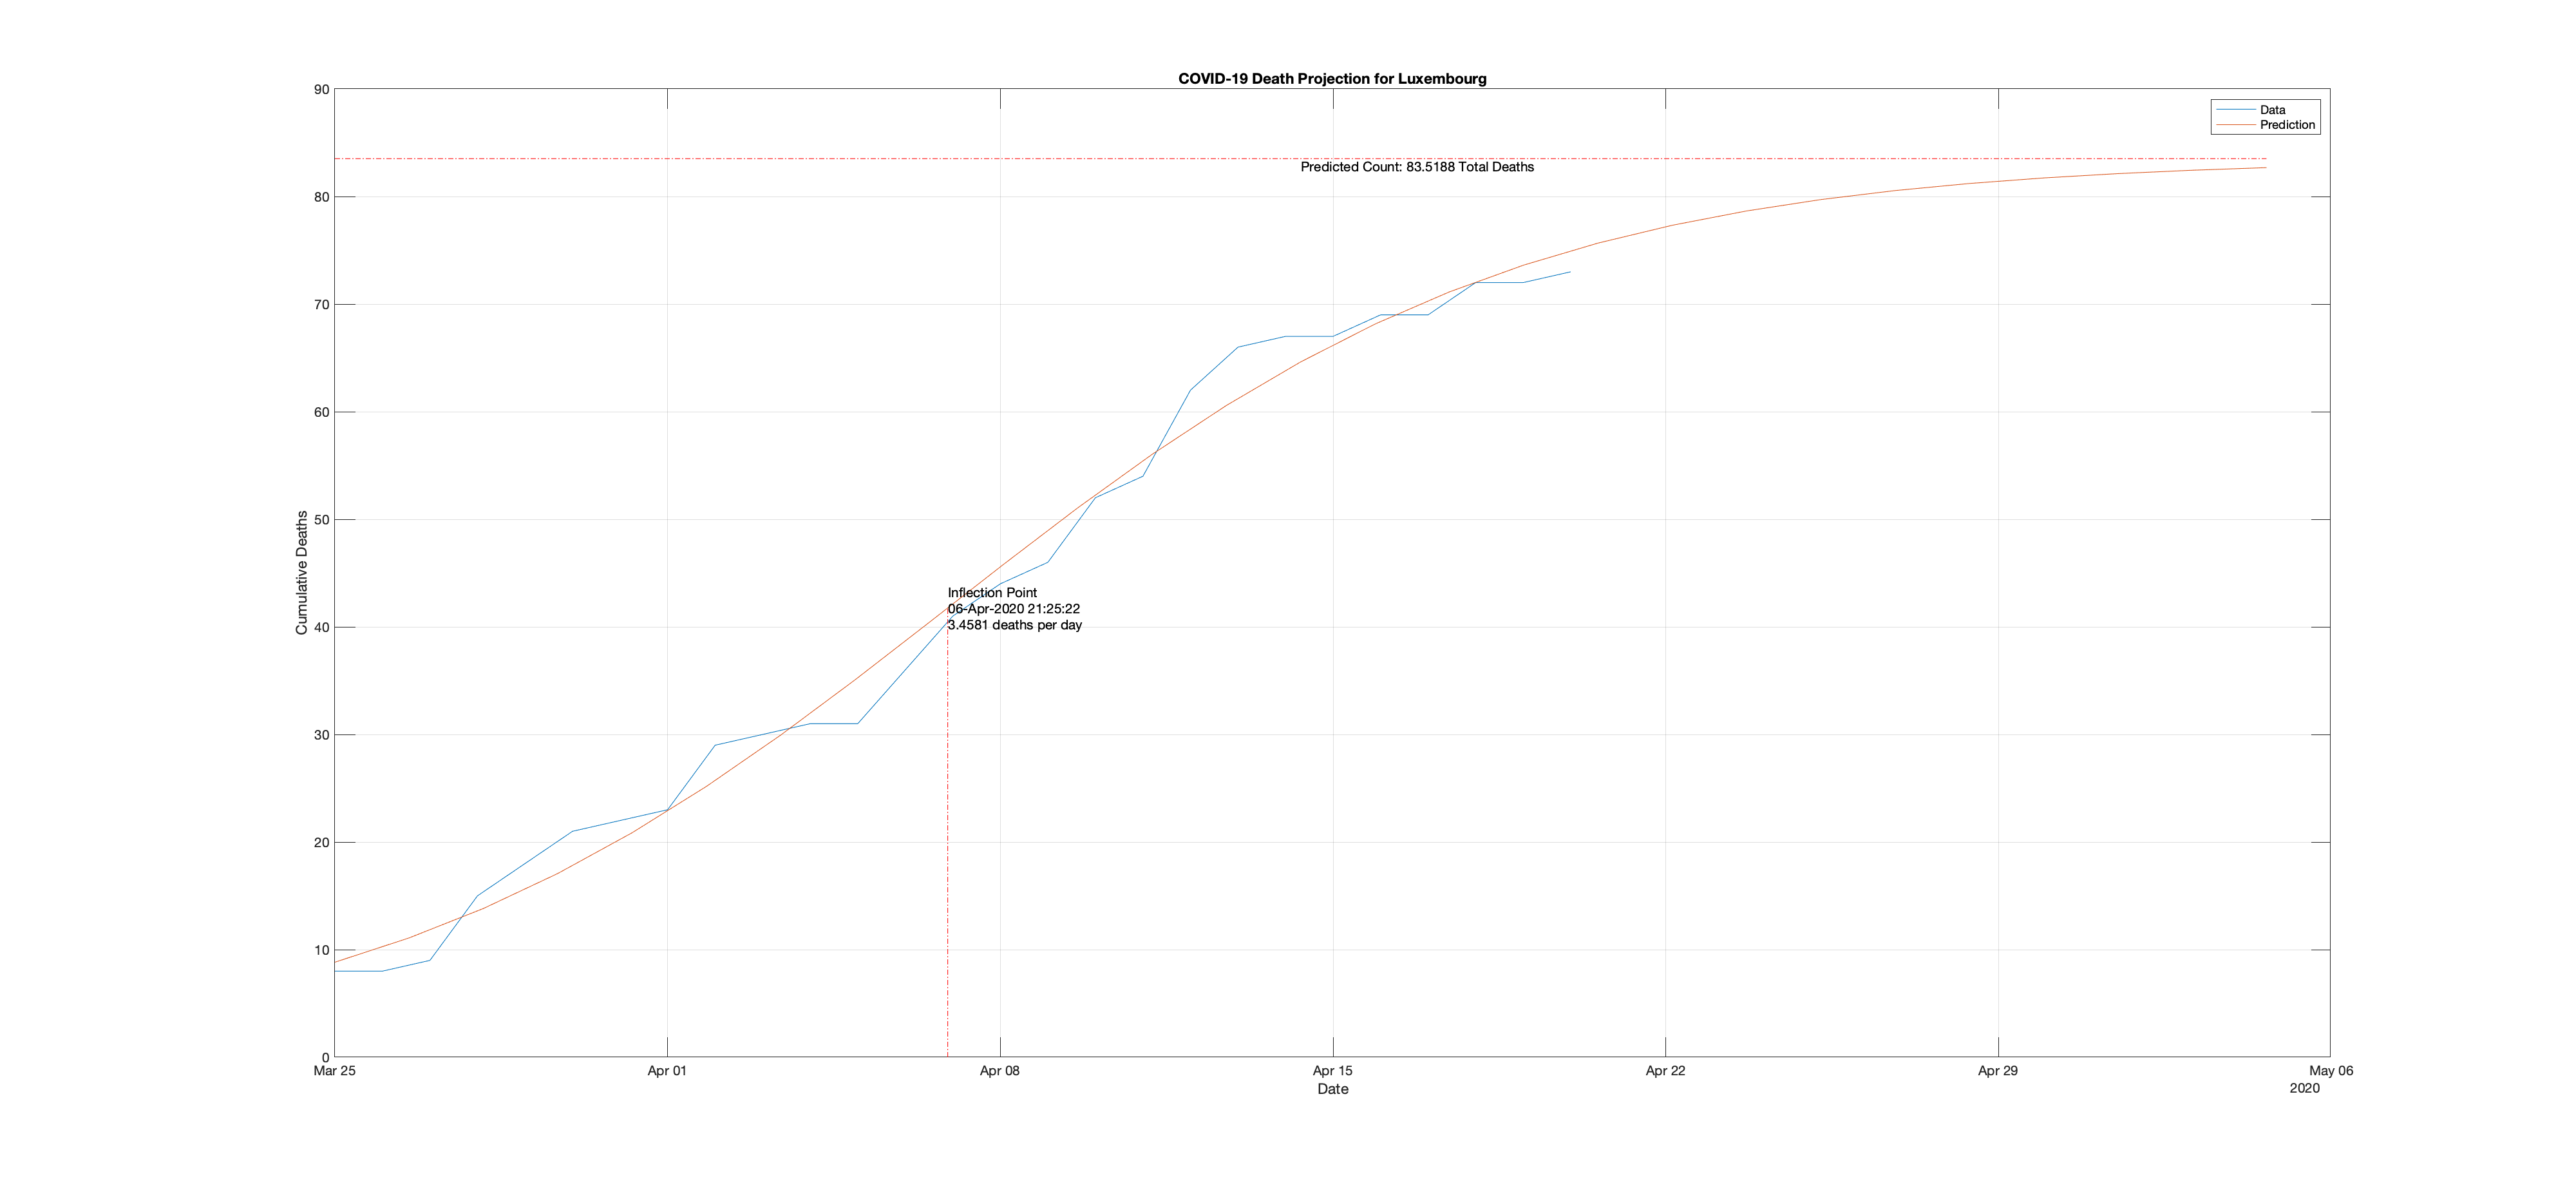 COVID-19 Death Projection for Luxembourg
90
80
70
60
50
40
30
20
10
0
Cumulative Deaths
Data
Prediction
Predicted Count: 83.5188 Total Deaths
Inflection Point
06-Apr-2020 21:25:22
3.4581 deaths per day
Mar 25
Apr 01
Apr 08
Apr 15
Apr 22
Apr 29
May 06
Date
2020